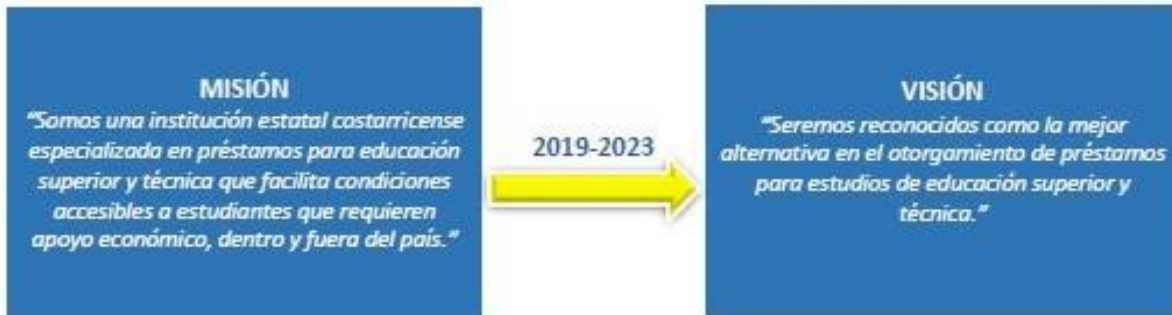 MISIÓN
“Somos una institución estatal costarricense
especializada en préstamos para educación
superior y técnica que facilita condiciones
accesibles a estudiantes que requieren
apoyo económico, dentro y fuera del país.”
2019-2023
VISIÓN
“Seremos reconocidos como la mejor
alternativa en el otorgamiento de préstamos
para estudios de educación superior y
técnica.”